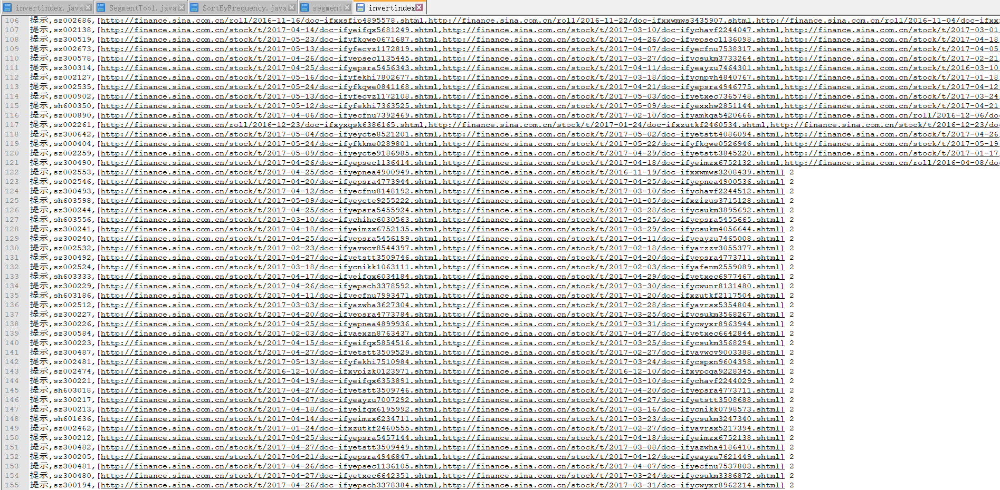 invertindex.java SegmentTool.java SortByFrequency.java segment invertindex
106 提示,sz002686,[http://finance.sina.com.cn/roll/2016-11-16/doc-ifxxsfip4895578.shtml,http://finance.sina.com.cn/roll/2016-11-22/doc-ifxxwmws3435907.shtml,http://finance.sina.com.cn/roll/2016-11-04/doc-ifxx
107 提示,sz002138,[http://finance.sina.com.cn/stock/t/2017-04-14/doc-ifyeifqx5681249.shtml,http://finance.sina.com.cn/stock/t/2017-03-10/doc-ifychavf2244047.shtml,http://finance.sina.com.cn/stock/t/2017-03-01
108 提示,sz300519,[http://finance.sina.com.cn/stock/t/2017-05-23/doc-ifyfkqwe0671687.shtml,http://finance.sina.com.cn/stock/t/2017-04-26/doc-ifyepsec1136098.shtml,http://finance.sina.com.cn/stock/t/2017-04-18
109 提示,sz002673,[http://finance.sina.com.cn/stock/t/2017-05-13/doc-ifyfecvz1172819.shtml,http://finance.sina.com.cn/stock/t/2017-04-07/doc-ifyecfnu7538317.shtml,http://finance.sina.com.cn/stock/t/2017-04-05
110 提示,sz300578,[http://finance.sina.com.cn/stock/t/2017-04-26/doc-ifyepsec1135445.shtml,http://finance.sina.com.cn/stock/t/2017-03-27/doc-ifycsukm3733264.shtml,http://finance.sina.com.cn/stock/t/2017-02-21
111 提示,sz300314,[http://finance.sina.com.cn/stock/t/2017-04-25/doc-ifyepsra5456343.shtml,http://finance.sina.com.cn/stock/t/2017-04-11/doc-ifyeayzu7464301.shtml,http://finance.sina.com.cn/stock/t/2016-03-10
112 提示,sz002127,[http://finance.sina.com.cn/stock/t/2017-05-16/doc-ifyfekhi7802677.shtml,http://finance.sina.com.cn/stock/t/2017-03-18/doc-ifycnpvh4840767.shtml,http://finance.sina.com.cn/stock/t/2017-01-18
113 提示,sz002535,[http://finance.sina.com.cn/stock/t/2017-05-24/doc-ifyfkqwe0841168.shtml,http://finance.sina.com.cn/stock/t/2017-04-21/doc-ifyepsra4946775.shtml,http://finance.sina.com.cn/stock/t/2017-04-12
114 提示,sz000902,[http://finance.sina.com.cn/stock/t/2017-05-13/doc-ifyfecvz1172108.shtml,http://finance.sina.com.cn/stock/t/2017-05-03/doc-ifyetxec7365748.shtml,http://finance.sina.com.cn/stock/t/2017-03-24
115 提示,sh600350,[http://finance.sina.com.cn/stock/t/2017-05-12/doc-ifyfekhi7363525.shtml,http://finance.sina.com.cn/stock/t/2017-05-09/doc-ifyexxhw2851144.shtml,http://finance.sina.com.cn/stock/t/2017-04-21
116 提示,sz000890,[http://finance.sina.com.cn/stock/t/2017-04-06/doc-ifyecfnu7392469.shtml,http://finance.sina.com.cn/stock/t/2017-02-10/doc-ifyamkqa5420666.shtml,http://finance.sina.com.cn/roll/2016-12-06/do
117 提示,sz002261,[http://finance.sina.com.cn/roll/2016-12-23/doc-ifxyxqsk6386165.shtml,http://finance.sina.com.cn/stock/t/2017-01-24/doc-ifxzutkf2460534.shtml,http://finance.sina.com.cn/stock/t/2016-12-23/do
118 提示,sz300642,[http://finance.sina.com.cn/stock/t/2017-05-04/doc-ifyeycte8521201.shtml,http://finance.sina.com.cn/stock/t/2017-05-02/doc-ifyetstt4086094.shtml,http://finance.sina.com.cn/stock/t/2017-04-26
119 提示,sz000404,[http://finance.sina.com.cn/stock/t/2017-05-24/doc-ifyfkkme0289801.shtml,http://finance.sina.com.cn/stock/t/2017-05-22/doc-ifyfkqwe0526946.shtml,http://finance.sina.com.cn/stock/t/2017-05-19
120 提示,sz002259,[http://finance.sina.com.cn/stock/t/2017-05-09/doc-ifyeycte9186985.shtml,http://finance.sina.com.cn/stock/t/2017-04-29/doc-ifyetstt3845220.shtml,http://finance.sina.com.cn/stock/t/2017-01-17
121 提示,sz300490,[http://finance.sina.com.cn/stock/t/2017-04-26/doc-ifyepsec1136414.shtml,http://finance.sina.com.cn/stock/t/2017-04-18/doc-ifyeimzx6752132.shtml,http://finance.sina.com.cn/roll/2016-04-08/do
122 提示,sz002553,[http://finance.sina.com.cn/stock/t/2017-04-25/doc-ifyepnea4900949.shtml,http://finance.sina.com.cn/stock/t/2016-11-19/doc-ifxxwmws3208439.shtml] 2
123 提示,sz002546,[http://finance.sina.com.cn/stock/t/2017-04-20/doc-ifyepsra4773944.shtml,http://finance.sina.com.cn/stock/t/2017-04-25/doc-ifyepnea4900536.shtml] 2
124 提示,sz300493,[http://finance.sina.com.cn/stock/t/2017-04-12/doc-ifyecfnu8148192.shtml,http://finance.sina.com.cn/stock/t/2017-03-10/doc-ifychavf2244512.shtml] 2
125 提示,sh603598,[http://finance.sina.com.cn/stock/t/2017-05-09/doc-ifyeycte9255222.shtml,http://finance.sina.com.cn/stock/t/2017-01-05/doc-ifxzizus3715128.shtml] 2
126 提示,sz300244,[http://finance.sina.com.cn/stock/t/2017-04-25/doc-ifyepsra5455924.shtml,http://finance.sina.com.cn/stock/t/2017-03-28/doc-ifycsukm3895692.shtml] 2
127 提示,sh603556,[http://finance.sina.com.cn/stock/t/2017-03-10/doc-ifychihc6030563.shtml,http://finance.sina.com.cn/stock/t/2017-04-25/doc-ifyepsra5455665.shtml] 2
128 提示,sz300241,[http://finance.sina.com.cn/stock/t/2017-04-18/doc-ifyeimzx6752135.shtml,http://finance.sina.com.cn/stock/t/2017-03-29/doc-ifycsukm4056644.shtml] 2
129 提示,sz300240,[http://finance.sina.com.cn/stock/t/2017-04-25/doc-ifyepsra5456199.shtml,http://finance.sina.com.cn/stock/t/2017-04-11/doc-ifyeayzu7465008.shtml] 2
130 提示,sz002532,[http://finance.sina.com.cn/stock/t/2017-02-23/doc-ifyavwcv8544397.shtml,http://finance.sina.com.cn/stock/t/2017-02-18/doc-ifyarzzv3055377.shtml] 2
131 提示,sz300492,[http://finance.sina.com.cn/stock/t/2017-04-27/doc-ifyetstt3509746.shtml,http://finance.sina.com.cn/stock/t/2017-04-20/doc-ifyepsra4773711.shtml] 2
132 提示,sz002524,[http://finance.sina.com.cn/stock/t/2017-03-18/doc-ifycnikk1063111.shtml,http://finance.sina.com.cn/stock/t/2017-02-03/doc-ifyafenm2559089.shtml] 2
133 提示,sh603333,[http://finance.sina.com.cn/stock/t/2017-04-17/doc-ifyeifqx6034184.shtml,http://finance.sina.com.cn/stock/t/2017-04-29/doc-ifyetxec6977467.shtml] 2
134 提示,sz300229,[http://finance.sina.com.cn/stock/t/2017-04-26/doc-ifyepsch3378592.shtml,http://finance.sina.com.cn/stock/t/2017-03-30/doc-ifycwunr8131480.shtml] 2
135 提示,sh603186,[http://finance.sina.com.cn/stock/t/2017-04-11/doc-ifyecfnu7993471.shtml,http://finance.sina.com.cn/stock/t/2017-01-20/doc-ifxzutkf2117504.shtml] 2
136 提示,sz002512,[http://finance.sina.com.cn/stock/t/2017-03-03/doc-ifyazwha3627304.shtml,http://finance.sina.com.cn/stock/t/2017-02-28/doc-ifyavrsx5354804.shtml] 2
137 提示,sz300227,[http://finance.sina.com.cn/stock/t/2017-04-20/doc-ifyepsra4773784.shtml,http://finance.sina.com.cn/stock/t/2017-03-25/doc-ifycsukm3568267.shtml] 2
138 提示,sz300226,[http://finance.sina.com.cn/stock/t/2017-04-25/doc-ifyepnea4899936.shtml,http://finance.sina.com.cn/stock/t/2017-03-31/doc-ifycwyxr8963944.shtml] 2
139 提示,sz300584,[http://finance.sina.com.cn/stock/t/2017-02-03/doc-ifyaexzn8763437.shtml,http://finance.sina.com.cn/stock/t/2017-04-27/doc-ifyetxec6642844.shtml] 2
140 提示,sz300223,[http://finance.sina.com.cn/stock/t/2017-04-15/doc-ifyeifqx5854516.shtml,http://finance.sina.com.cn/stock/t/2017-03-25/doc-ifycsukm3568294.shtml] 2
141 提示,sz300487,[http://finance.sina.com.cn/stock/t/2017-04-27/doc-ifyetstt3509529.shtml,http://finance.sina.com.cn/stock/t/2017-02-27/doc-ifyavwcv9003388.shtml] 2
142 提示,sz002481,[http://finance.sina.com.cn/stock/t/2017-05-13/doc-ifyfekhi7510984.shtml,http://finance.sina.com.cn/stock/t/2017-03-24/doc-ifycspxn9604398.shtml] 2
143 提示,sz002474,[http://finance.sina.com.cn/stock/t/2016-12-10/doc-ifxypizk0123971.shtml,http://finance.sina.com.cn/stock/t/2016-12-10/doc-ifxypcqa9228345.shtml] 2
144 提示,sz300221,[http://finance.sina.com.cn/stock/t/2017-04-19/doc-ifyeifqx6353891.shtml,http://finance.sina.com.cn/stock/t/2017-03-10/doc-ifychavf2244029.shtml] 2
145 提示,sh603018,[http://finance.sina.com.cn/stock/t/2017-04-27/doc-ifyetstt3509746.shtml,http://finance.sina.com.cn/stock/t/2017-04-20/doc-ifyepsra4773711.shtml] 2
146 提示,sz300217,[http://finance.sina.com.cn/stock/t/2017-04-07/doc-ifyeayzu7007292.shtml,http://finance.sina.com.cn/stock/t/2017-04-27/doc-ifyetstt3508688.shtml] 2
147 提示,sz300213,[http://finance.sina.com.cn/stock/t/2017-04-18/doc-ifyeifqx6195992.shtml,http://finance.sina.com.cn/stock/t/2017-03-16/doc-ifycnikk0798573.shtml] 2
148 提示,sh601636,[http://finance.sina.com.cn/stock/t/2017-04-14/doc-ifyeimzx6234711.shtml,http://finance.sina.com.cn/stock/t/2017-03-23/doc-ifycsukm3247340.shtml] 2
149 提示,sz002462,[http://finance.sina.com.cn/stock/t/2017-01-24/doc-ifxzutkf2460555.shtml,http://finance.sina.com.cn/stock/t/2017-02-27/doc-ifyavrsx5217394.shtml] 2
150 提示,sz300212,[http://finance.sina.com.cn/stock/t/2017-04-25/doc-ifyepsra5457144.shtml,http://finance.sina.com.cn/stock/t/2017-04-18/doc-ifyeimzx6752138.shtml] 2
151 提示,sz300482,[http://finance.sina.com.cn/stock/t/2017-04-27/doc-ifyetstt3509449.shtml,http://finance.sina.com.cn/stock/t/2017-03-08/doc-ifyazwha4186410.shtml] 2
152 提示,sz300205,[http://finance.sina.com.cn/stock/t/2017-04-21/doc-ifyepsra4946847.shtml,http://finance.sina.com.cn/stock/t/2017-04-12/doc-ifyeayzu7621449.shtml] 2
153 提示,sz300481,[http://finance.sina.com.cn/stock/t/2017-04-26/doc-ifyepsec1136105.shtml,http://finance.sina.com.cn/stock/t/2017-04-07/doc-ifyecfnu7537803.shtml] 2
154 提示,sz300480,[http://finance.sina.com.cn/stock/t/2017-04-27/doc-ifyetxec6642351.shtml,http://finance.sina.com.cn/stock/t/2017-03-24/doc-ifycsukm3386872.shtml] 2
155 提示,sz300194,[http://finance.sina.com.cn/stock/t/2017-04-26/doc-ifyepsch3378384.shtml,http://finance.sina.com.cn/stock/t/2017-03-31/doc-ifycwyxr8962214.shtml] 2